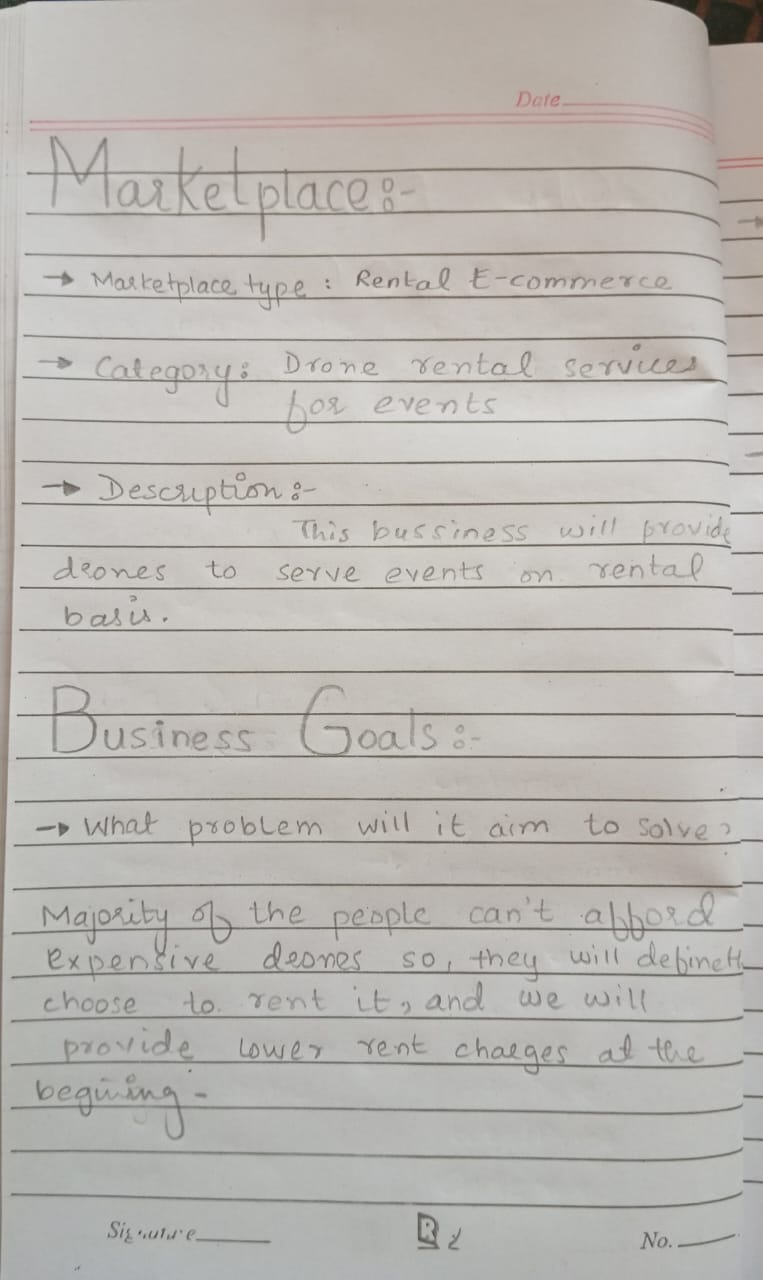 Date
Marketplace:-
→ Marketplace type : Rental E-commerce
→ Category: Drone rental services
for events
→ Description:-
This bussiness will provide
drones to serve events on rental
basis.
Business Goals:-
→ What problem will it aim to solve?
Majority of the people can't afford
expensive drones so, they will
choose to rent it, and we will
provide lower rent charges at the
begining-
Signature
No.